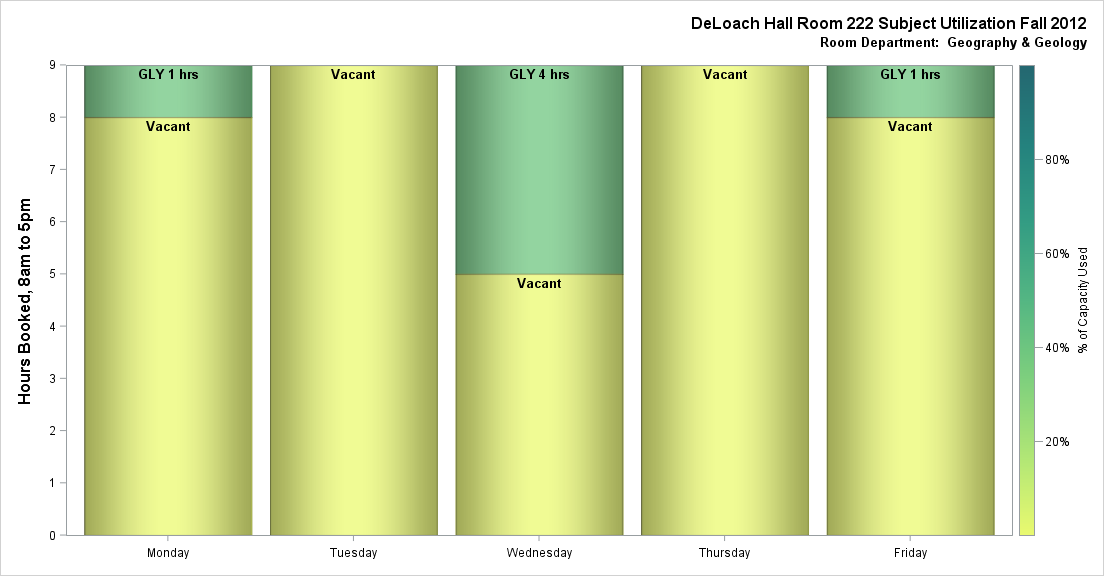 DeLoach Hall Room 222 Subject Utilization Fall 2012
Room Department:  Geography & Geology
Hours Booked, 8am to 5pm
9
8
7
6
5
4
3
2
1
0
GLY 1 hrs
Vacant
Vacant
GLY 4 hrs
Vacant
Vacant
GLY 1 hrs
Vacant
Monday
Tuesday
Wednesday
Thursday
Friday
80%
60%
40%
20%
% of Capacity Used